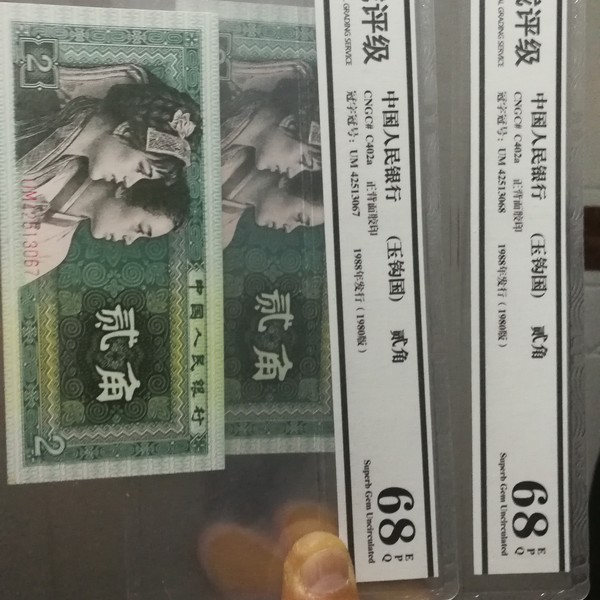 评级
GRADING SERVICE
中国人民银行 (玉钩国) 贰角
CNGC# C402a 正背面胶印
冠字冠号: UM 42513068 1988年发行 (1980版)
68 EPQ
Superb Gem Uncirculated
评级
GRADING SERVICE
中国人民银行 (玉钩国) 贰角
CNGC# C402a 正背面胶印
冠字冠号: UM 42513067 1988年发行 (1980版)
68 EPQ
Superb Gem Uncirculated
中国人民银行
贰角
UM42513067
2
2
贰角